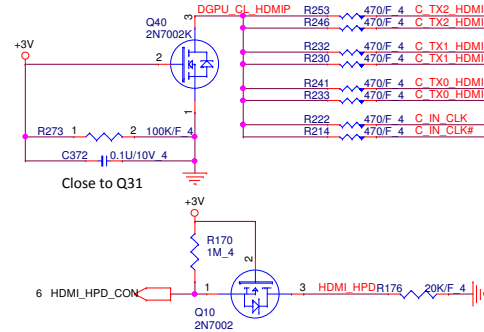 3 DGPU_CL_HDMIP R253 470/F_4 C_TX2_HDMI
Q40 R246 470/F_4 C_TX2_HDMI
2N7002K
+3V R232 470/F_4 C_TX1_HDMI
2 R230 470/F_4 C_TX1_HDMI
R241 470/F_4 C_TX0_HDMI
1 R233 470/F_4 C_TX0_HDMI
R222 470/F_4 C_IN_CLK
R273 1 2 100K/F_4 R214 470/F_4 C_IN_CLK#
C372 0.1U/10V_4
Close to Q31
+3V
R170 2
1M_4
6 HDMI_HPD_CON 1 3 HDMI_HPD R176 20K/F_4
Q10
2N7002